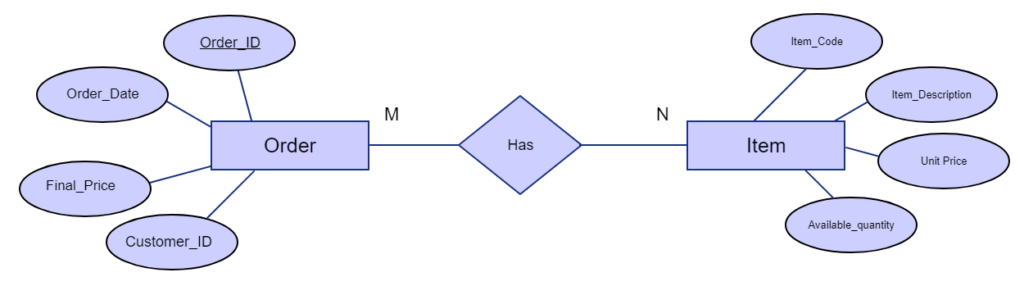 Order_ID
Item_Code
Order_Date
Item_Description
M
N
Order
Has
Item
Unit Price
Final_Price
Available_quantity
Customer_ID